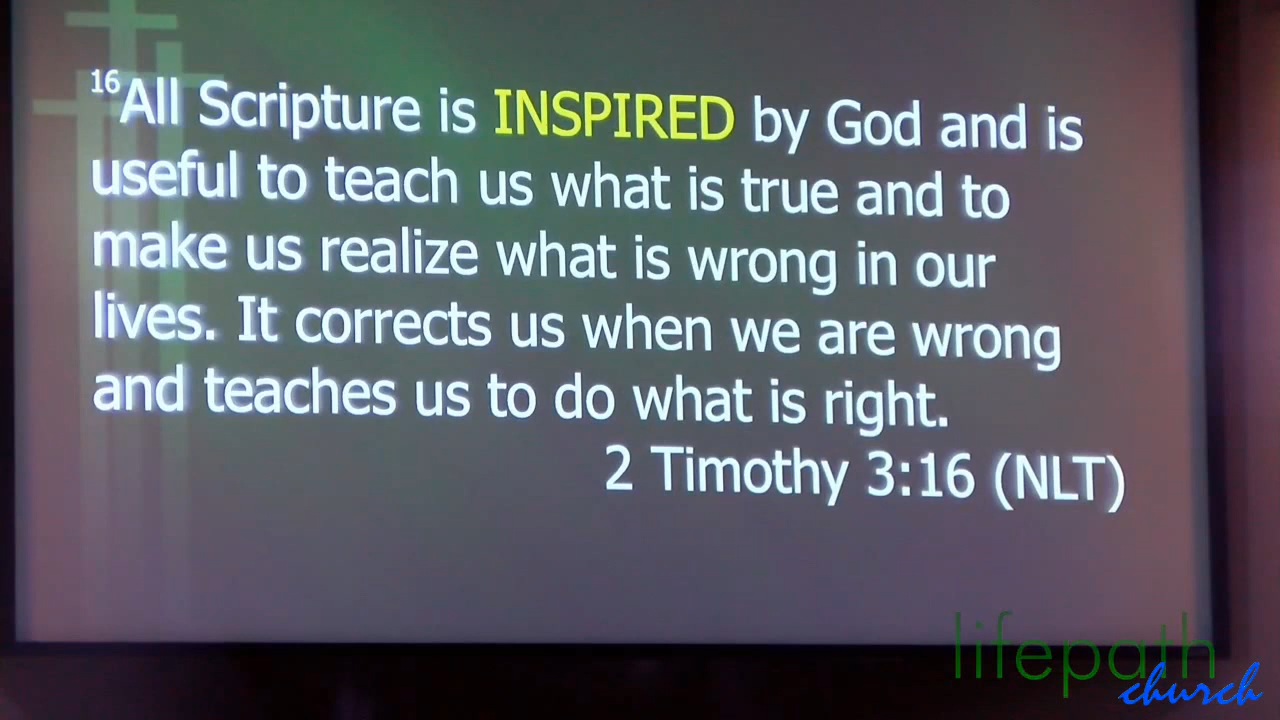 16All Scripture is INSPIRED by God and is
useful to teach us what is true and to
make us realize what is wrong in our
lives. It corrects us when we are wrong
and teaches us to do what is right.
2 Timothy 3:16 (NLT)
lifepath
church